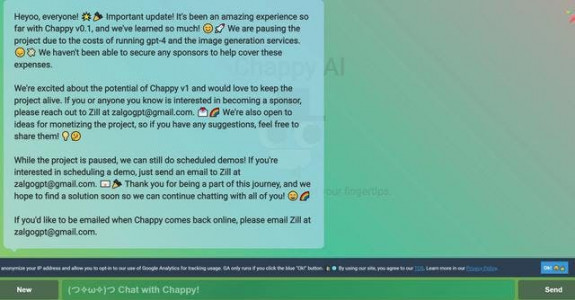 Heyoo, everyone! Important update! It's been an amazing experience so
far with Chappy v0.1, and we've learned so much! We are pausing the
project due to the costs of running gpt-4 and the image generation services.
We haven't been able to secure any sponsors to help cover these
expenses.
We're excited about the potential of Chappy v1 and would love to keep the
project alive. If you or anyone you know is interested in becoming a sponsor,
please reach out to Zill at zalgogpt@gmail.com. We're also open to
ideas for monetizing the project, so if you have any suggestions, feel free to
share them!
While the project is paused, we can still do scheduled demos! If you're
interested in scheduling a demo, just send an email to Zill at
zalgogpt@gmail.com. Thank you for being a part of this journey, and we
hope to find a solution soon so we can continue chatting with all of you!
If you'd like to be emailed when Chappy comes back online, please email Zill at
zalgogpt@gmail.com.
Chappy AI
your fingertips.
anonymize your IP address and allow you to opt-in to our use of Google Analytics for tracking usage. GA only runs if you click the blue "Ok!" button. By using our site, you agree to our TOS. Learn more in our Privacy Policy.
Ok!
New
(つ✧ω✧)つ Chat with Chappy!
Send